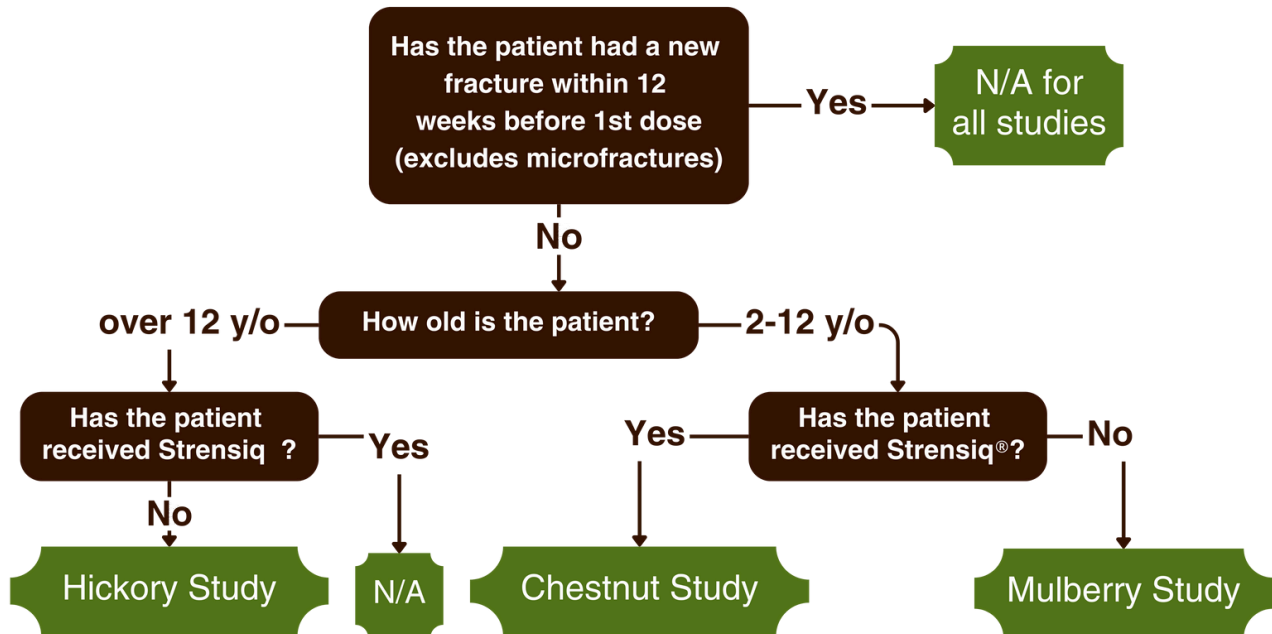 Has the patient had a new
fracture within 12
weeks before 1st dose
(excludes microfractures)
Yes
N/A for
all studies
No
How old is the patient?
over 12 y/o
2-12 y/o
Has the patient
received Strensiq ?
Yes
No
Hickory Study
N/A
Has the patient
received Strensiq®?
Yes
No
Chestnut Study
Mulberry Study